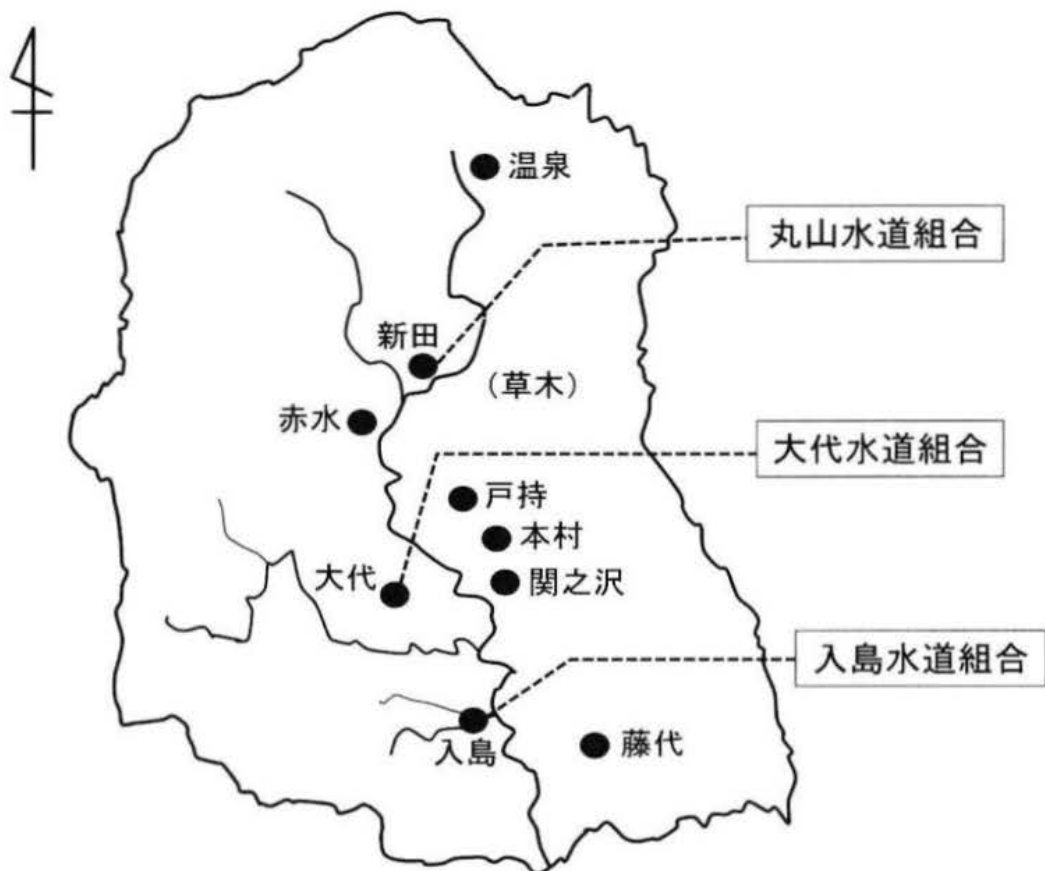 温泉
丸山水道組合
新田
(草木)
赤水
大代水道組合
戸持
本村
大代
関之沢
入島水道組合
入島
藤代